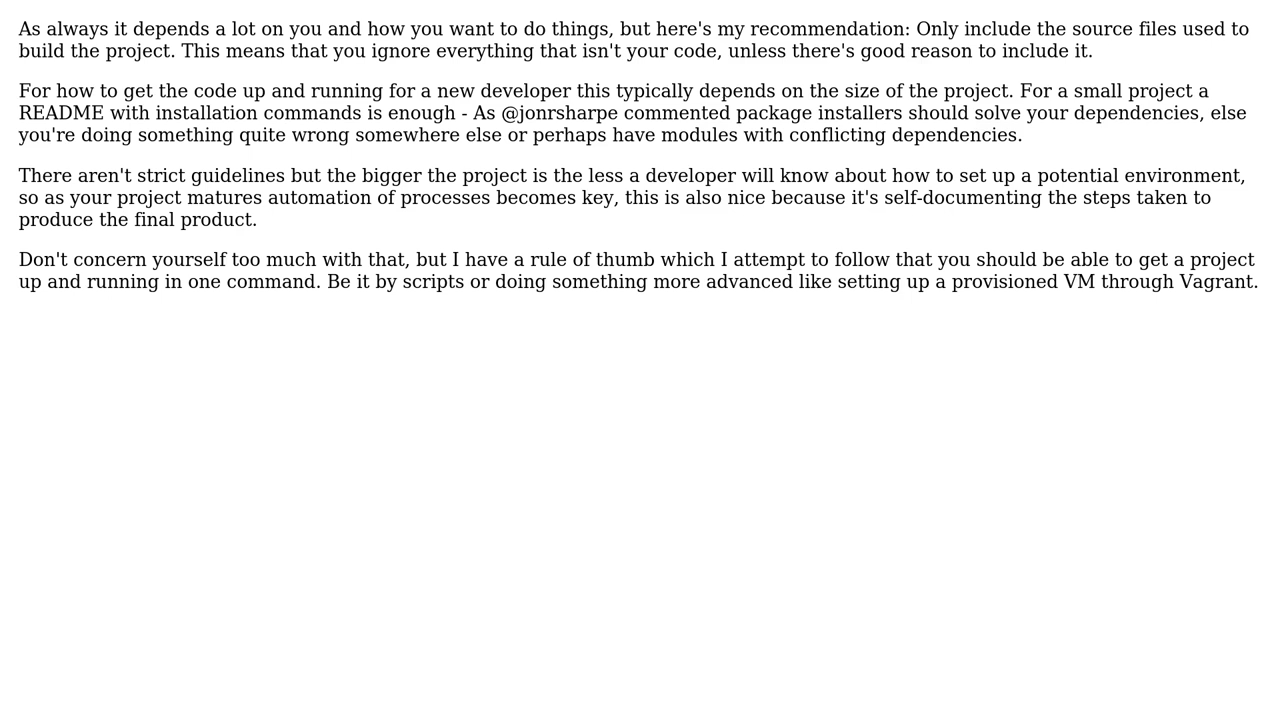 As always it depends a lot on you and how you want to do things, but here's my recommendation: Only include the source files used to
build the project. This means that you ignore everything that isn't your code, unless there's good reason to include it.
For how to get the code up and running for a new developer this typically depends on the size of the project. For a small project a
README with installation commands is enough - As @jonrsharpe commented package installers should solve your dependencies, else
you're doing something quite wrong somewhere else or perhaps have modules with conflicting dependencies.
There aren't strict guidelines but the bigger the project is the less a developer will know about how to set up a potential environment,
so as your project matures automation of processes becomes key, this is also nice because it's self-documenting the steps taken to
produce the final product.
Don't concern yourself too much with that, but I have a rule of thumb which I attempt to follow that you should be able to get a project
up and running in one command. Be it by scripts or doing something more advanced like setting up a provisioned VM through Vagrant.